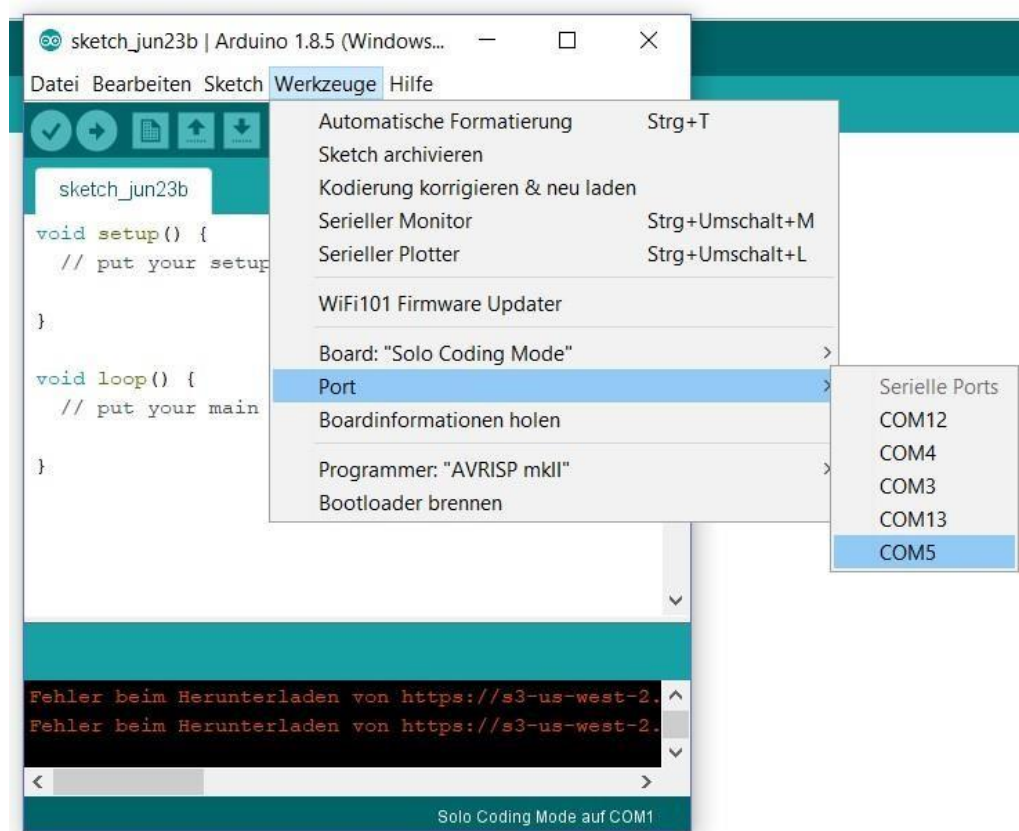 sketch_jun23b | Arduino 1.8.5 (Windows...
Datei Bearbeiten Sketch Werkzeuge Hilfe
sketch_jun23b
void setup() {
// put your setup
}
void loop() {
// put your main
}
Automatische Formatierung Strg+T
Sketch archivieren
Kodierung korrigieren & neu laden
Serieller Monitor Strg+Umschalt+M
Serieller Plotter Strg+Umschalt+L
WiFi101 Firmware Updater
Board: "Solo Coding Mode"
Port
Boardinformationen holen
Programmer: "AVRISP mkII"
Bootloader brennen
Serielle Ports
COM12
COM4
COM3
COM13
COM5
Fehler beim Herunterladen von https://s3-us-west-2.
Fehler beim Herunterladen von https://s3-us-west-2.
Solo Coding Mode auf COM1